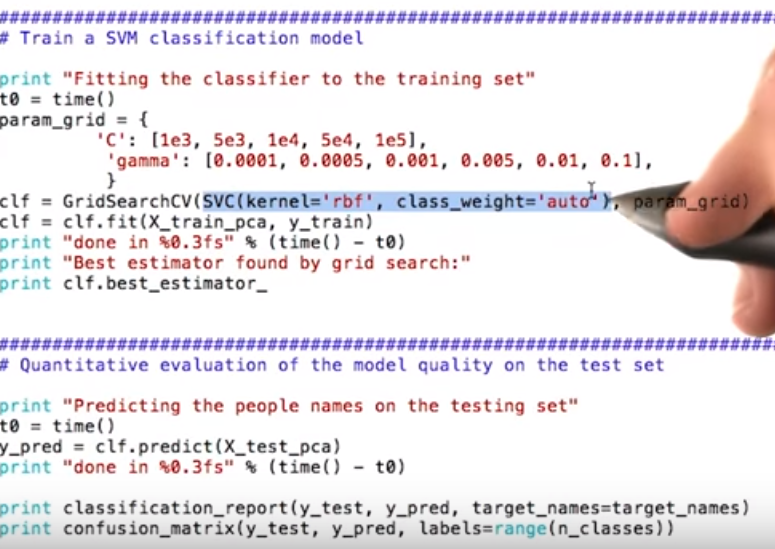 ################################################################################
# Train a SVM classification model
print "Fitting the classifier to the training set"
t0 = time()
param_grid = {
'C': [1e3, 5e3, 1e4, 5e4, 1e5],
'gamma': [0.0001, 0.0005, 0.001, 0.005, 0.01, 0.1],
}
clf = GridSearchCV(SVC(kernel='rbf', class_weight='auto'), param_grid)
clf = clf.fit(X_train_pca, y_train)
print "done in %0.3fs" % (time() - t0)
print "Best estimator found by grid search:"
print clf.best_estimator_
################################################################################
# Quantitative evaluation of the model quality on the test set
print "Predicting the people names on the testing set"
t0 = time()
y_pred = clf.predict(X_test_pca)
print "done in %0.3fs" % (time() - t0)
print classification_report(y_test, y_pred, target_names=target_names)
print confusion_matrix(y_test, y_pred, labels=range(n_classes))